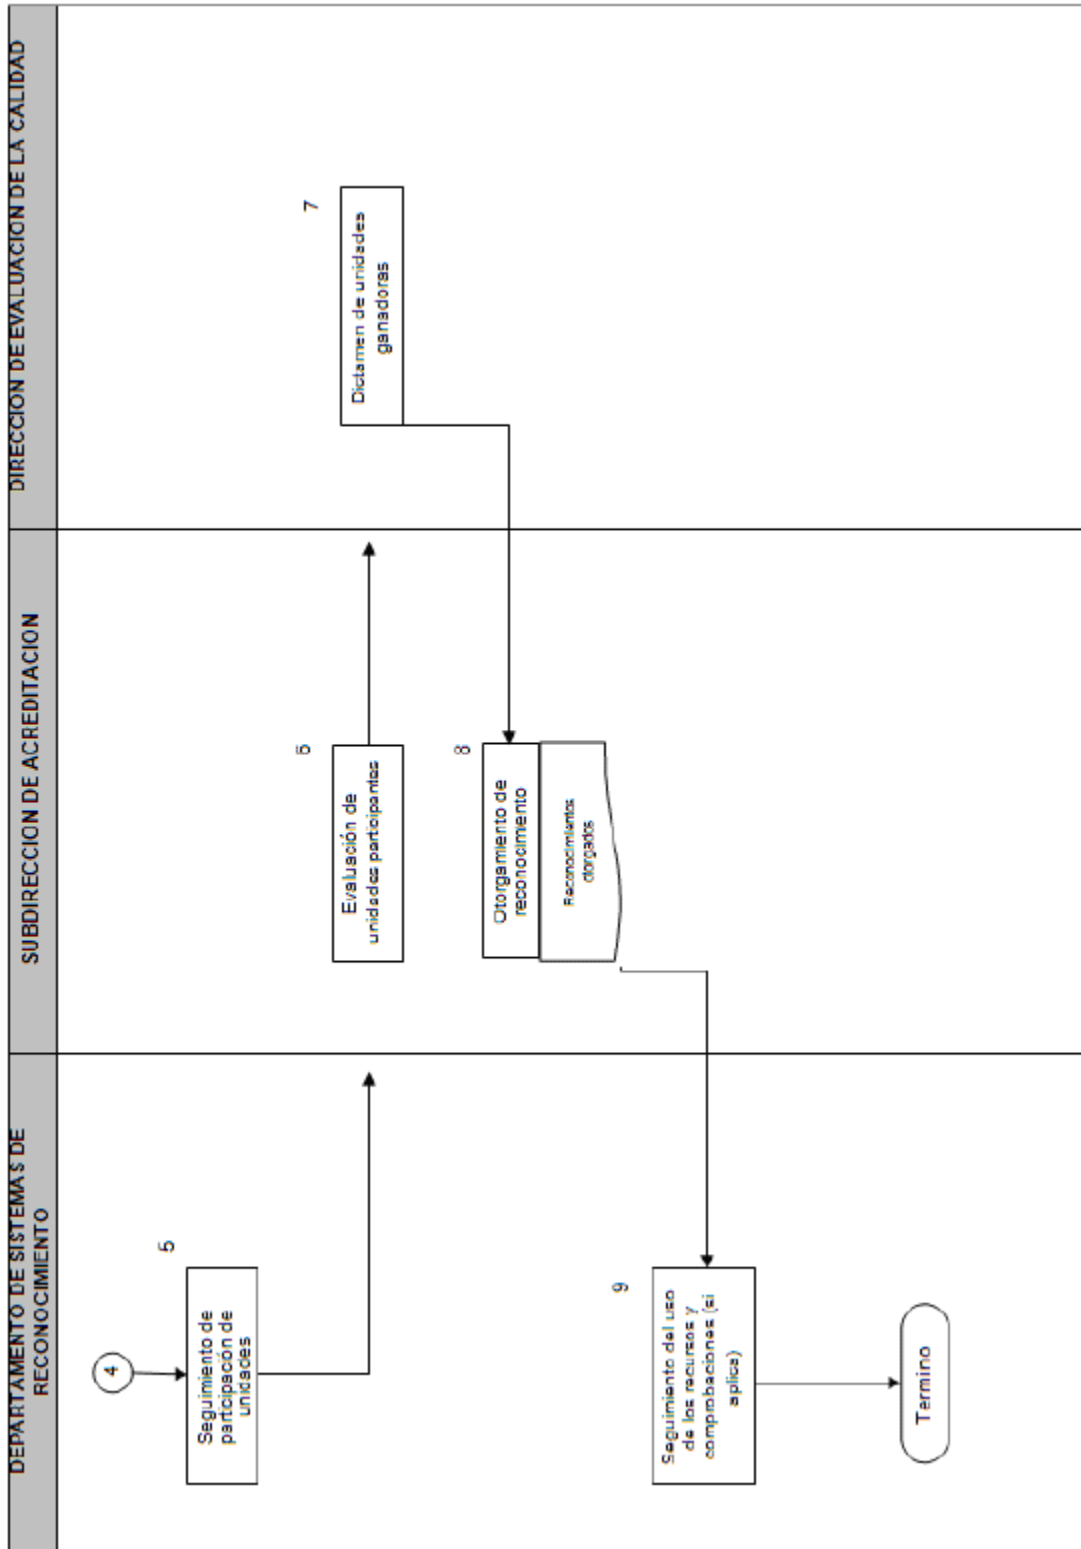 DEPARTAMENTO DE SISTEMAS DE
RECONOCIMIENTO
SUBDIRECCION DE ACREDITACION
DIRECCION DE EVALUACION DE LA CALIDAD
4
5
Seguimiento de
participación de
unidades
6
Evaluación de
unidades participantes
7
Dictamen de unidades
ganadoras
8
Otorgamiento de
reconocimiento
Reconocimientos
otorgados
9
Seguimiento del uso
de los recursos y
comprobaciones (si
aplica)
Termino